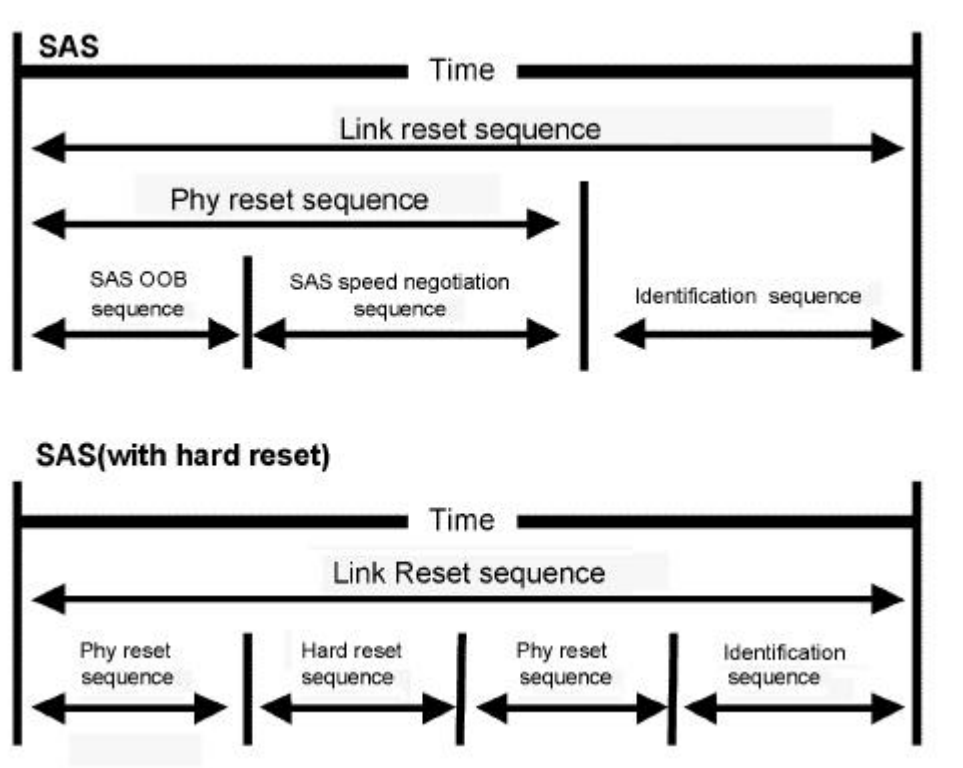 SAS
Time
Link reset sequence
Phy reset sequence
SAS OOB
sequence
SAS speed negotiation
sequence
Identification sequence
SAS(with hard reset)
Time
Link Reset sequence
Phy reset
sequence
Hard reset
sequence
Phy reset
sequence
Identification
sequence